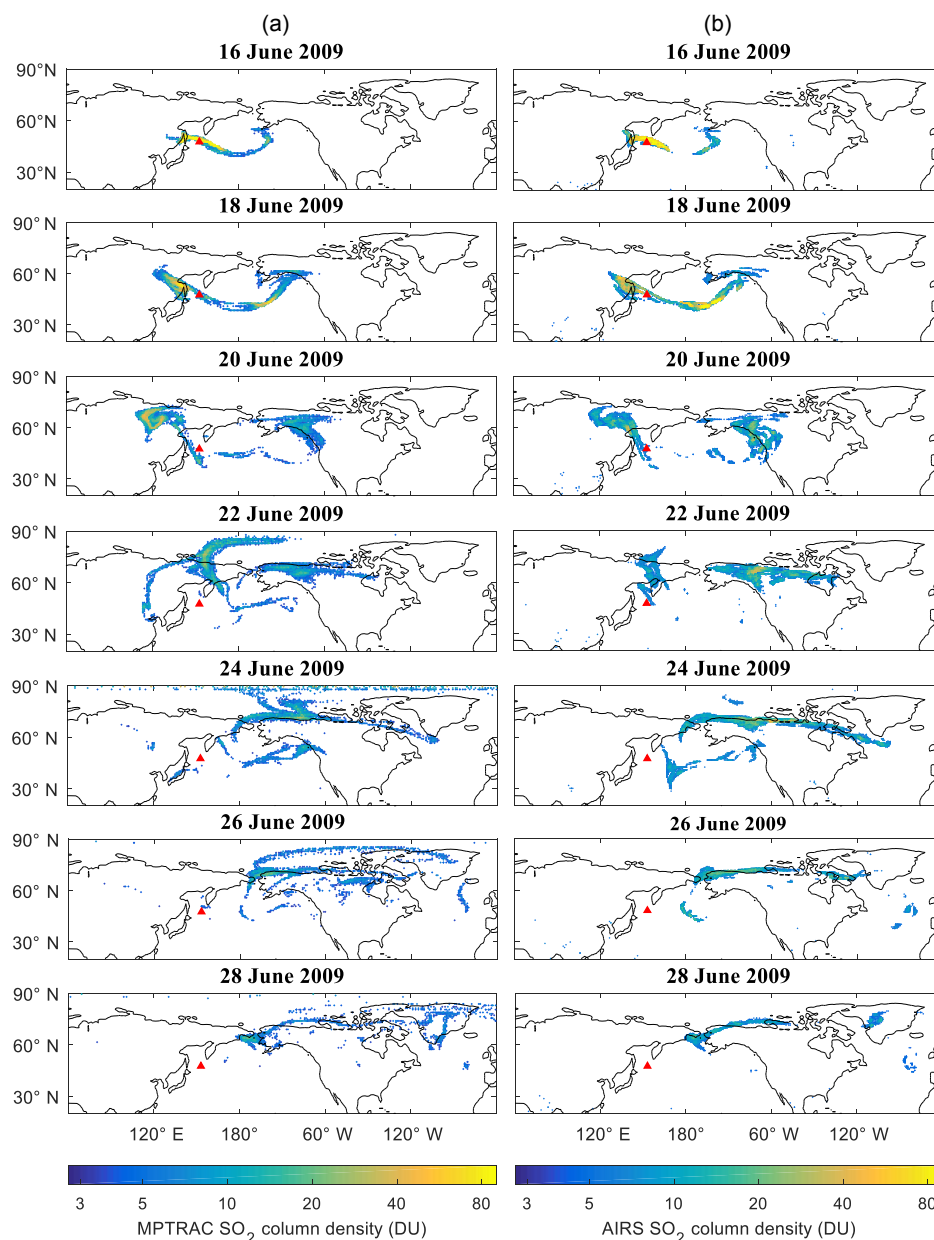 (a) (b)
16 June 2009 16 June 2009
90°N
60°N
30°N
18 June 2009 18 June 2009
90° N
60° N
30° N
20 June 2009 20 June 2009
90° N
60° N
30° N
22 June 2009 22 June 2009
90° N
60° N
30° N
24 June 2009 24 June 2009
90° N
60° N
30° N
26 June 2009 26 June 2009
90° N
60° N
30° N
28 June 2009 28 June 2009
90° N
60° N
30° N
120° E 180° 60° W 120° W 120° E 180° 60° W 120° W
3 5 10 20 40 80 3 5 10 20 40 80
MPTRAC SO₂ column density (DU) AIRS SO₂ column density (DU)